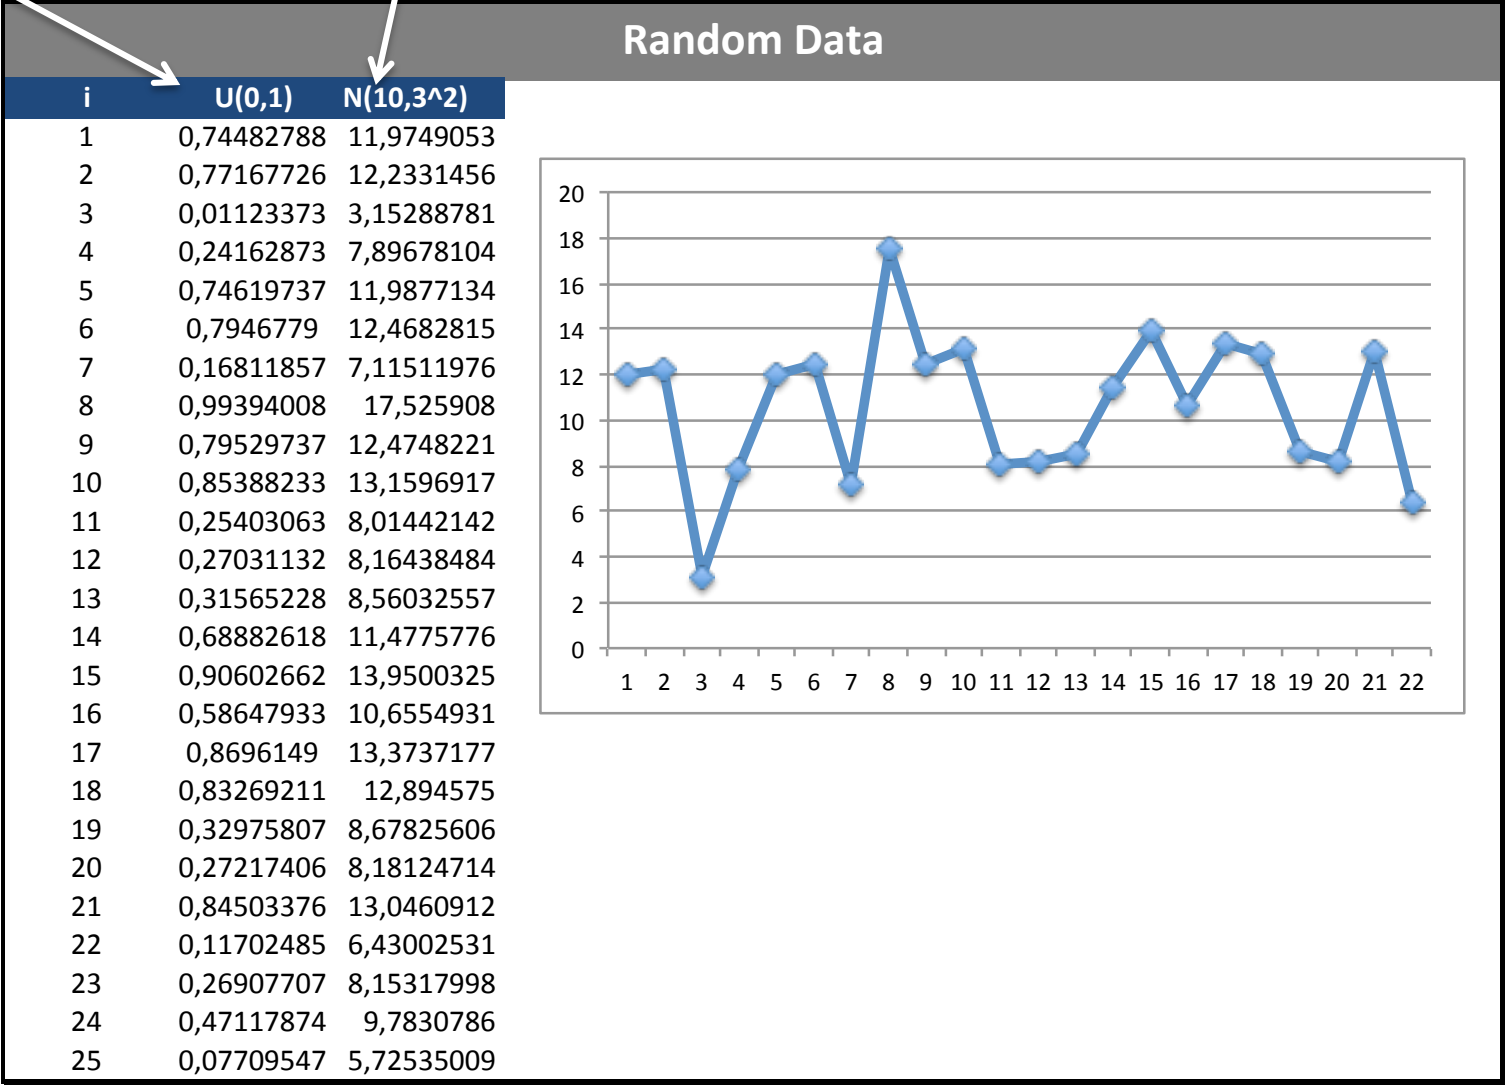 Random Data
i U(0,1) N(10,3^2)
1 0,74482788 11,9749053
2 0,77167726 12,2331456
3 0,01123373 3,15288781
4 0,24162873 7,89678104
5 0,74619737 11,9877134
6 0,7946779 12,4682815
7 0,16811857 7,11511976
8 0,99394008 17,525908
9 0,79529737 12,4748221
10 0,85388233 13,1596917
11 0,25403063 8,01442142
12 0,27031132 8,16438484
13 0,31565228 8,56032557
14 0,68882618 11,4775776
15 0,90602662 13,9500325
16 0,58647933 10,6554931
17 0,8696149 13,3737177
18 0,83269211 12,894575
19 0,32975807 8,67825606
20 0,27217406 8,18124714
21 0,84503376 13,0460912
22 0,11702485 6,43002531
23 0,26907707 8,15317998
24 0,47117874 9,7830786
25 0,07709547 5,72535009
20
18
16
14
12
10
8
6
4
2
0
1 2 3 4 5 6 7 8 9 10 11 12 13 14 15 16 17 18 19 20 21 22